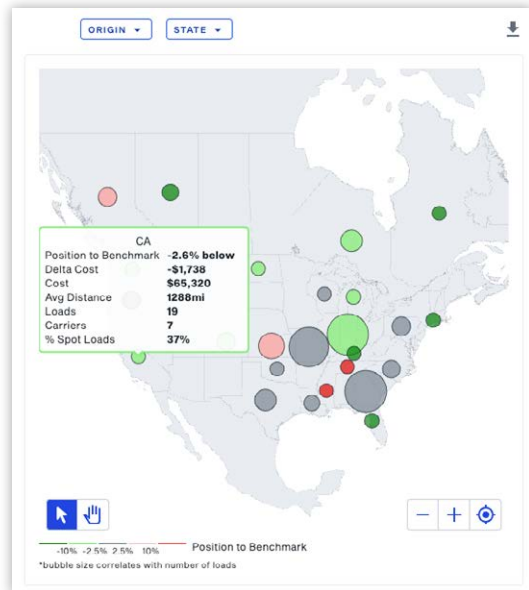 ORIGIN STATE
CA
Position to Benchmark -2.6% below
Delta Cost -$1,738
Cost $65,320
Avg Distance 1288mi
Loads 19
Carriers 7
% Spot Loads 37%
-10% -2.5% 2.5% 10% Position to Benchmark
*bubble size correlates with number of loads